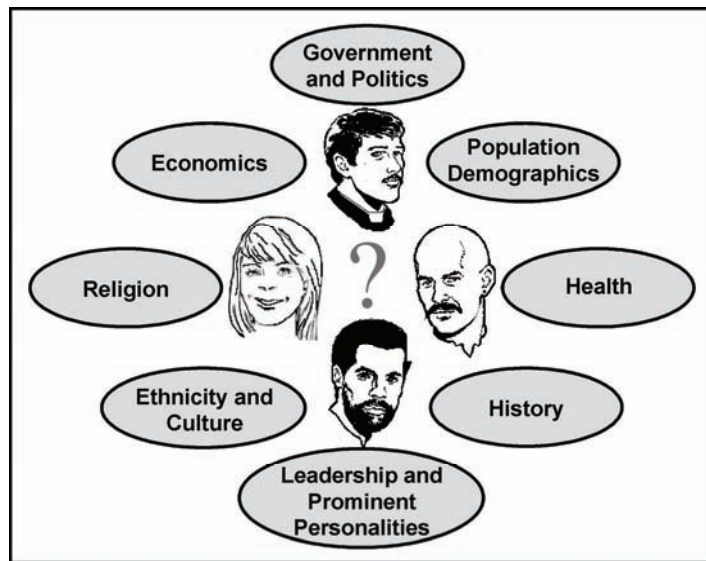 Government
and Politics
Economics
Population
Demographics
Religion
?
Health
Ethnicity and
Culture
History
Leadership and
Prominent
Personalities